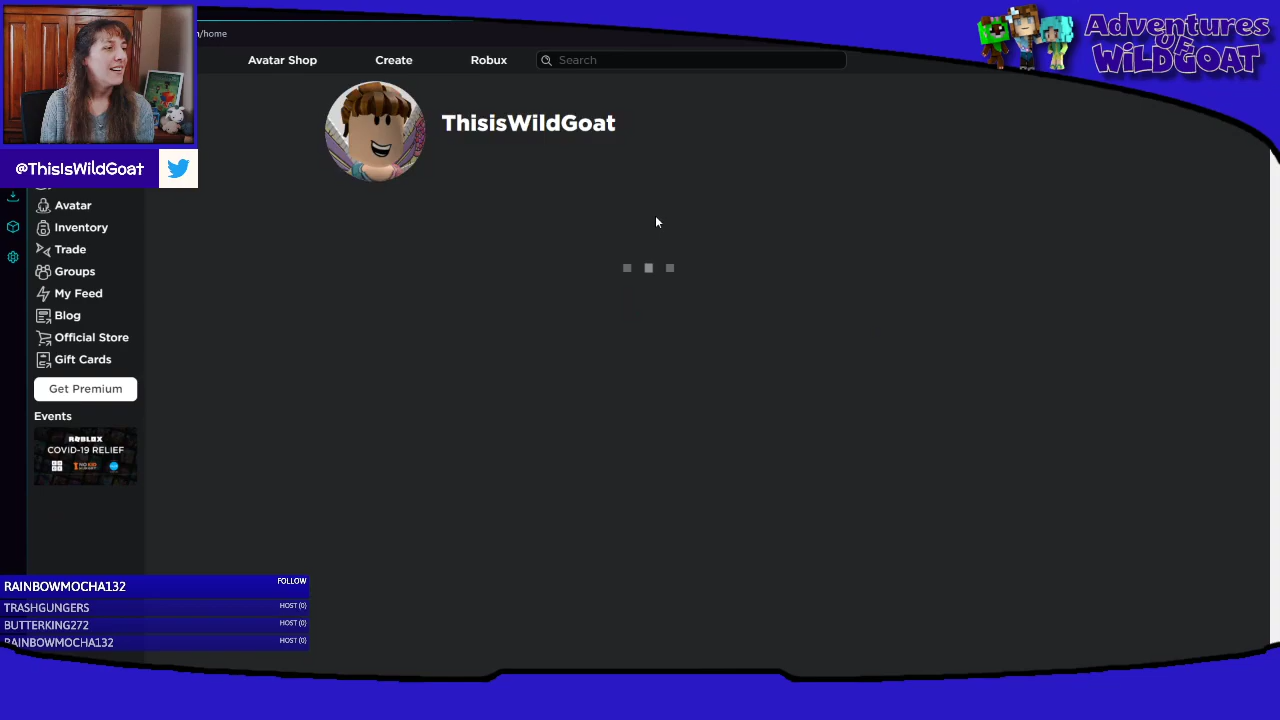 /home
Avatar Shop
Create
Robux
Search
Adventures
OF
WiLDGOAT
ThisisWildGoat
@ThisIsWildGoat
Avatar
Inventory
Trade
Groups
My Feed
Blog
Official Store
Gift Cards
Get Premium
Events
ROBLOX
COVID-19 RELIEF
RAINBOWMOCHA132 FOLLOW
TRASHGUNGERS HOST (0)
BUTTERKING272 HOST (0)
RAINBOWMOCHA132 HOST (0)